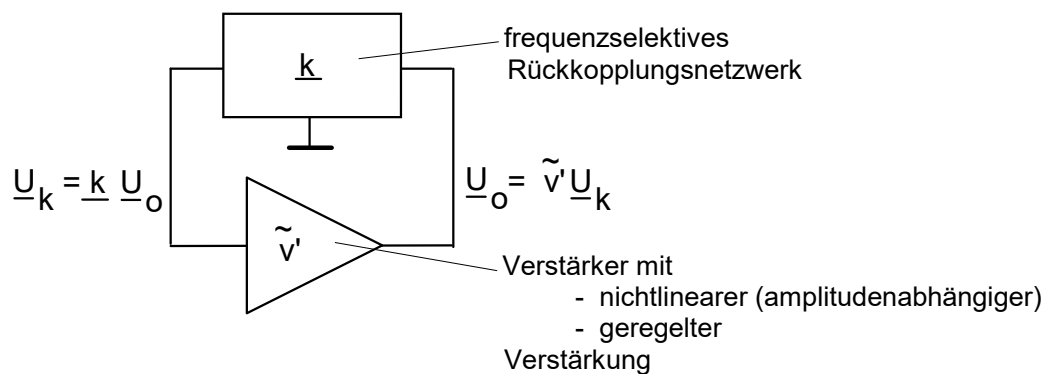 frequenzselektives
Rückkopplungsnetzwerk
k
U_k = k U_o
U_o = ṽ' U_k
ṽ'
Verstärker mit
- nichtlinearer (amplitudenabhängiger)
- geregelter
Verstärkung